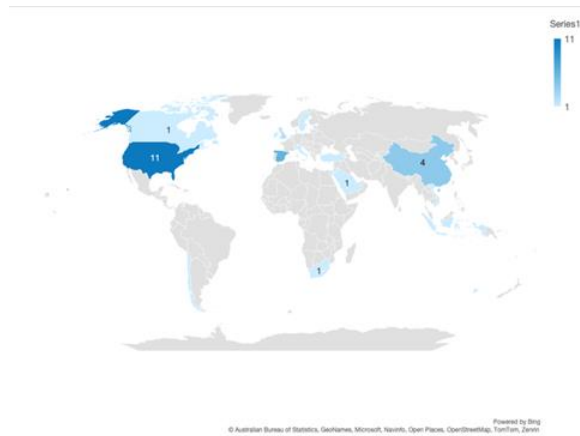 Series1
11
1
1
11
4
1
1
Powered by Bing
© Australian Bureau of Statistics, GeoNames, Microsoft, Navinfo, Open Places, OpenStreetMap, TomTom, Zenrin